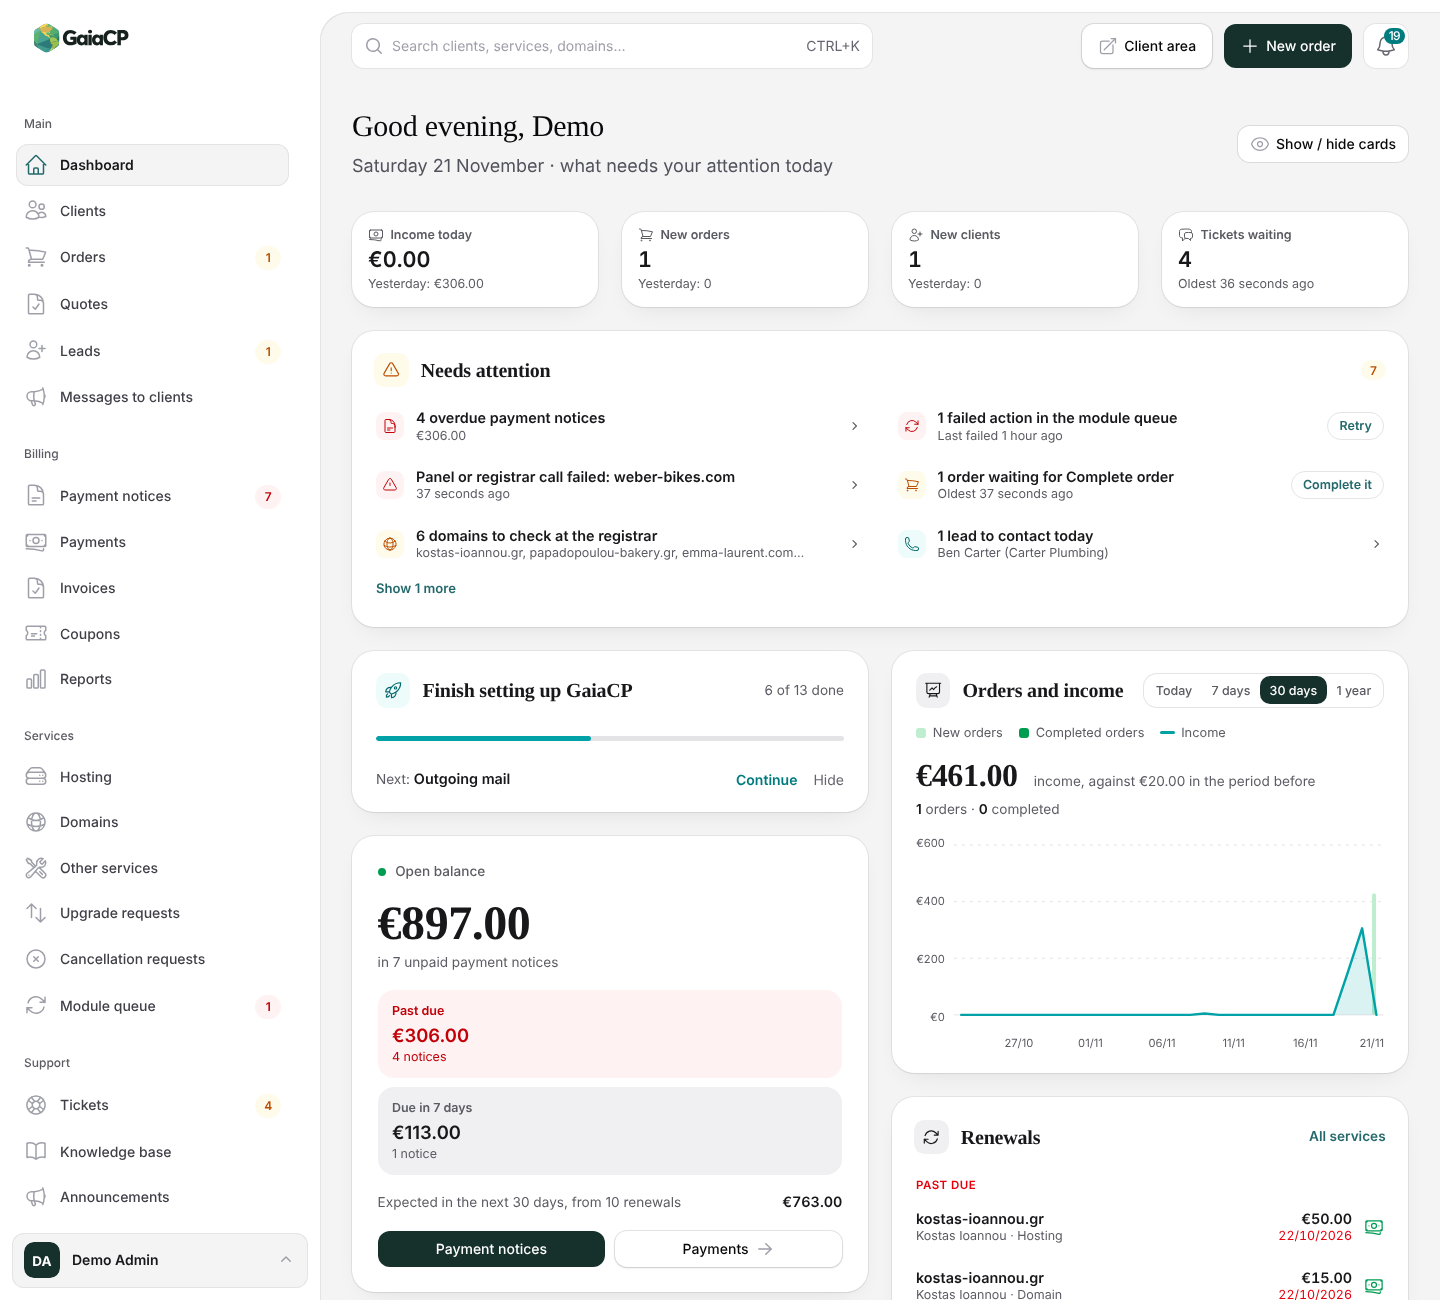 GaiaCP
Search clients, services, domains...
CTRL+K
Client area
New order
19
Main
Dashboard
Clients
Orders
1
Quotes
Leads
1
Messages to clients
Billing
Payment notices
7
Payments
Invoices
Coupons
Reports
Services
Hosting
Domains
Other services
Upgrade requests
Cancellation requests
Module queue
1
Support
Tickets
4
Knowledge base
Announcements
DA
Demo Admin
Good evening, Demo
Saturday 21 November · what needs your attention today
Show / hide cards
Income today
€0.00
Yesterday: €306.00
New orders
1
Yesterday: 0
New clients
1
Yesterday: 0
Tickets waiting
4
Oldest 36 seconds ago
Needs attention
7
4 overdue payment notices
€306.00
1 failed action in the module queue
Last failed 1 hour ago
Retry
Panel or registrar call failed: weber-bikes.com
37 seconds ago
1 order waiting for Complete order
Oldest 37 seconds ago
Complete it
6 domains to check at the registrar
kostas-ioannou.gr, papadopoulou-bakery.gr, emma-laurent.com...
1 lead to contact today
Ben Carter (Carter Plumbing)
Show 1 more
Finish setting up GaiaCP
6 of 13 done
Next: Outgoing mail
Continue
Hide
Open balance
€897.00
in 7 unpaid payment notices
Past due
€306.00
4 notices
Due in 7 days
€113.00
1 notice
Expected in the next 30 days, from 10 renewals
€763.00
Payment notices
Payments
Orders and income
Today
7 days
30 days
1 year
New orders
Completed orders
Income
€461.00
income, against €20.00 in the period before
1 orders · 0 completed
€600
€400
€200
€0
27/10
01/11
06/11
11/11
16/11
21/11
Renewals
All services
PAST DUE
kostas-ioannou.gr
€50.00
Kostas Ioannou · Hosting
22/10/2026
kostas-ioannou.gr
€15.00
Kostas Ioannou · Domain
22/10/2026